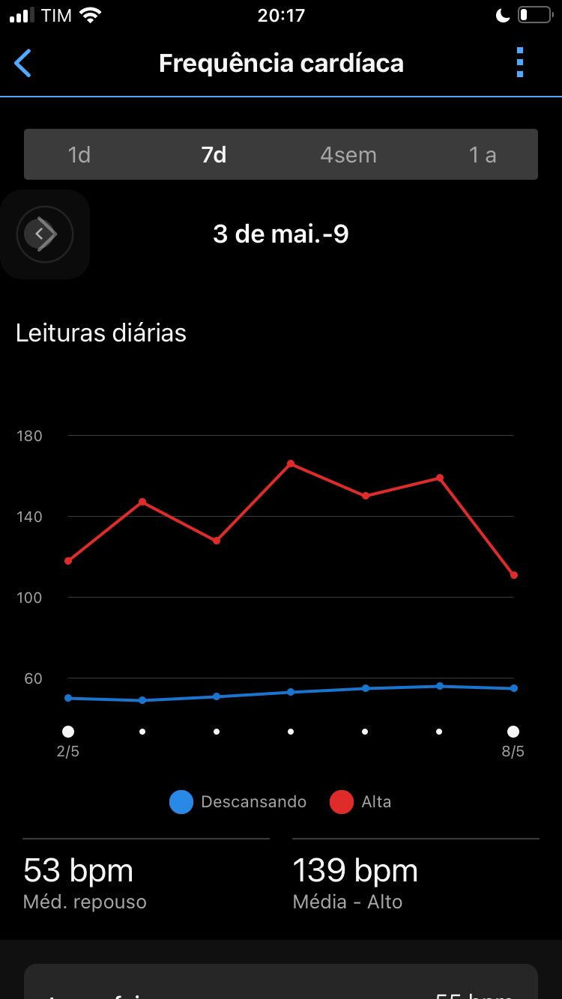 TIM 20:17
Frequência cardíaca
1d 7d 4sem 1 a
3 de mai.-9
Leituras diárias
180
140
100
60
2/5 8/5
Descansando Alta
53 bpm 139 bpm
Méd. repouso Média - Alto